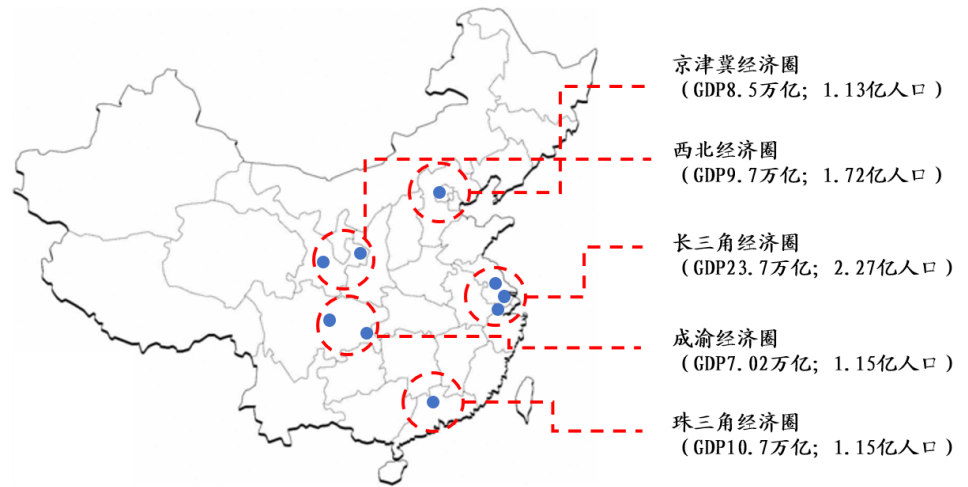 京津冀经济圈
（GDP8.5万亿；1.13亿人口）
西北经济圈
（GDP9.7万亿；1.72亿人口）
长三角经济圈
（GDP23.7万亿；2.27亿人口）
成渝经济圈
（GDP7.02万亿；1.15亿人口）
珠三角经济圈
（GDP10.7万亿；1.15亿人口）